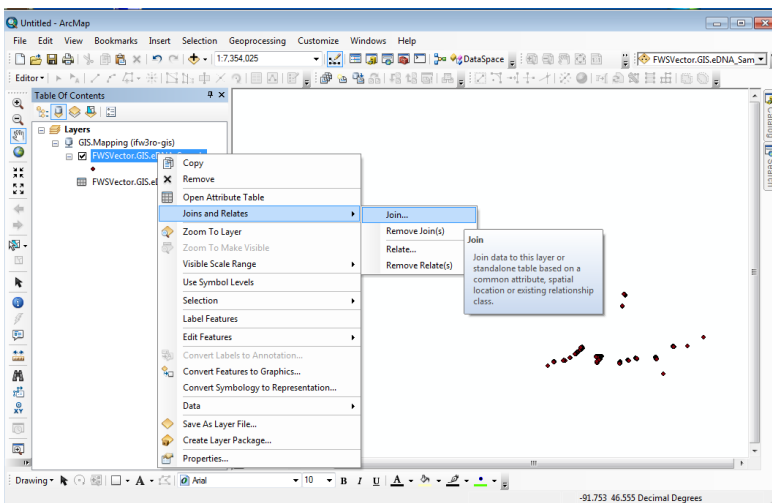 Untitled - ArcMap
File Edit View Bookmarks Insert Selection Geoprocessing Customize Windows Help
1:7,354,025
DataSpace
FWSVector.GIS.eDNA_Sam
Editor
Table Of Contents
Layers
GIS.Mapping (ifw3ro-gis)
FWSVector.GIS.eDNA
FWSVector.GIS.e
Copy
Remove
Open Attribute Table
Joins and Relates
Zoom To Layer
Zoom To Make Visible
Visible Scale Range
Use Symbol Levels
Selection
Label Features
Edit Features
Convert Labels to Annotation...
Convert Features to Graphics...
Convert Symbology to Representation...
Data
Save As Layer File...
Create Layer Package...
Properties...
Join...
Remove Join(s)
Relate...
Remove Relate(s)
Join
Join data to this layer or
standalone table based on a
common attribute, spatial
location or existing relationship
class.
Catalog
Search
Drawing
A
Arial
10
B I U A
-91.753 46.555 Decimal Degrees